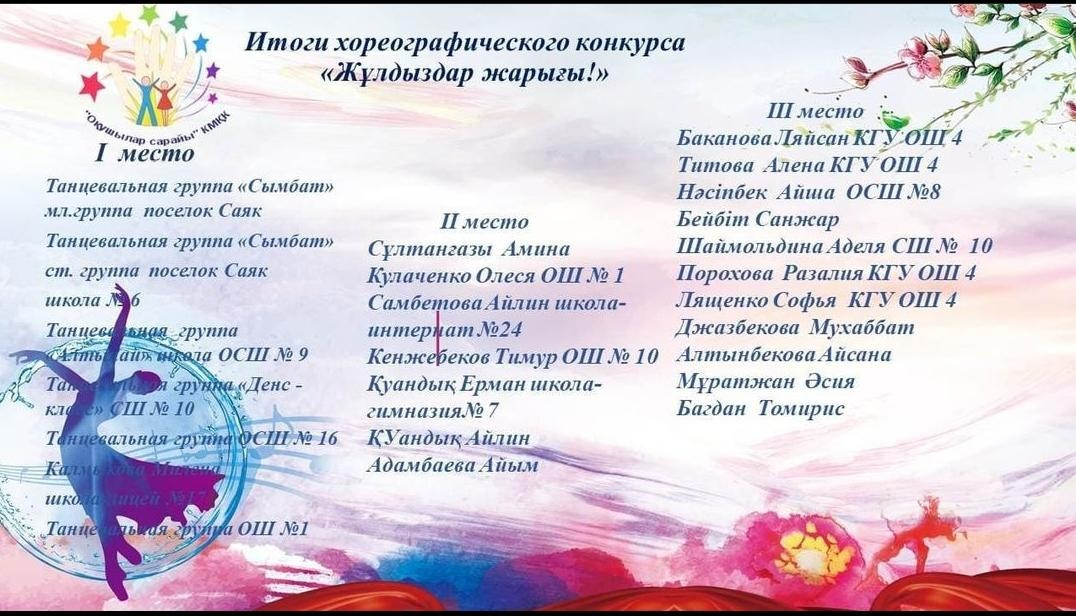 Итоги хореографического конкурса
«Жұлдыздар жарығы!»
"Оқушылар сарайы" КМҚК
I место
Танцевальная группа «Сымбат»
мл.группа поселок Саяк
Танцевальная группа «Сымбат»
ст. группа поселок Саяк
школа № 6
Танцевальная группа
«Алтынай» школа ОСШ № 9
Танцевальная группа «Денс -
класс» СШ № 10
Танцевальная группа ОСШ № 16
Калмыкова Милена
школа-лицей №17
Танцевальная группа ОШ №1
II место
Сұлтанғазы Амина
Кулаченко Олеся ОШ № 1
Самбетова Айлин школа-
интернат №24
Кенжебеков Тимур ОШ № 10
Қуандық Ерман школа-
гимназия№ 7
ҚУандық Айлин
Адамбаева Айым
III место
Баканова Ляйсан КГУ ОШ 4
Титова Алена КГУ ОШ 4
Нәсіпбек Айша ОСШ №8
Бейбіт Санжар
Шаймольдина Аделя СШ № 10
Порохова Разалия КГУ ОШ 4
Лященко Софья КГУ ОШ 4
Джазбекова Мухаббат
Алтынбекова Айсана
Мұратжан Әсия
Багдан Томирис